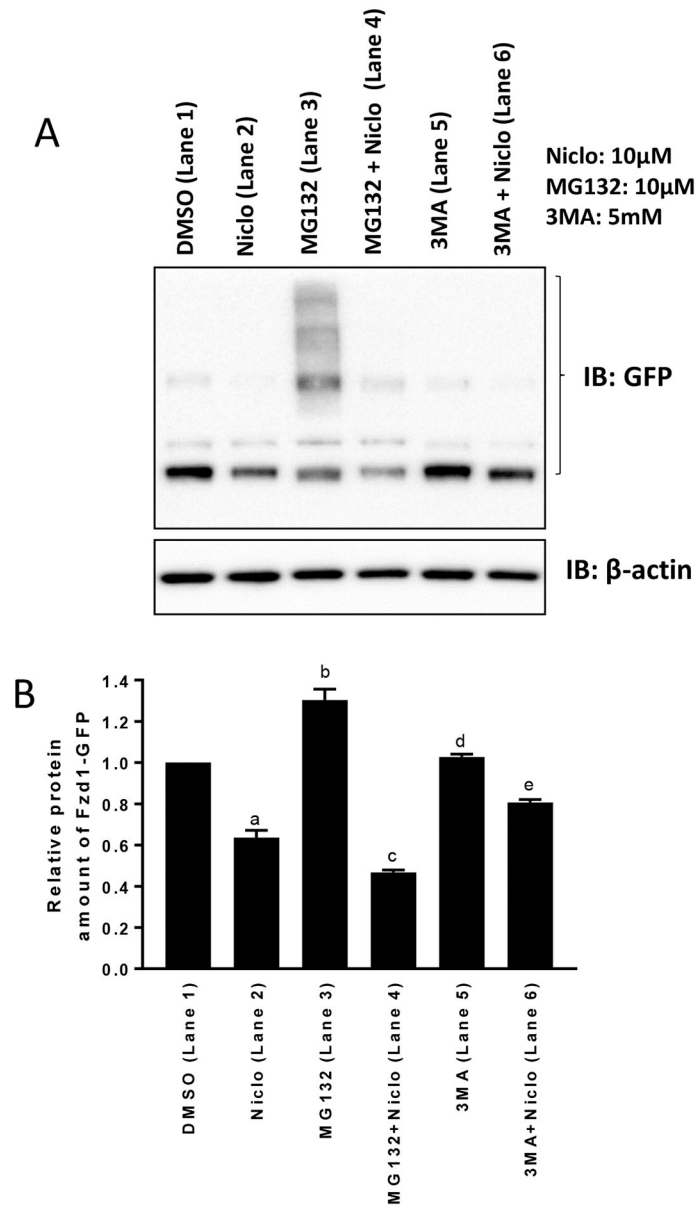 A
DMSO (Lane 1)
Niclo (Lane 2)
MG132 (Lane 3)
MG132 + Niclo (Lane 4)
3MA (Lane 5)
3MA + Niclo (Lane 6)
Niclo: 10µM
MG132: 10µM
3MA: 5mM
IB: GFP
IB: β-actin
B
Relative protein
amount of Fzd1-GFP
1.4
1.2
1.0
0.8
0.6
0.4
0.2
0.0
a
b
c
d
e
DMSO (Lane 1)
Niclo (Lane 2)
MG132 (Lane 3)
MG132+Niclo (Lane 4)
3MA (Lane 5)
3MA+Niclo (Lane 6)